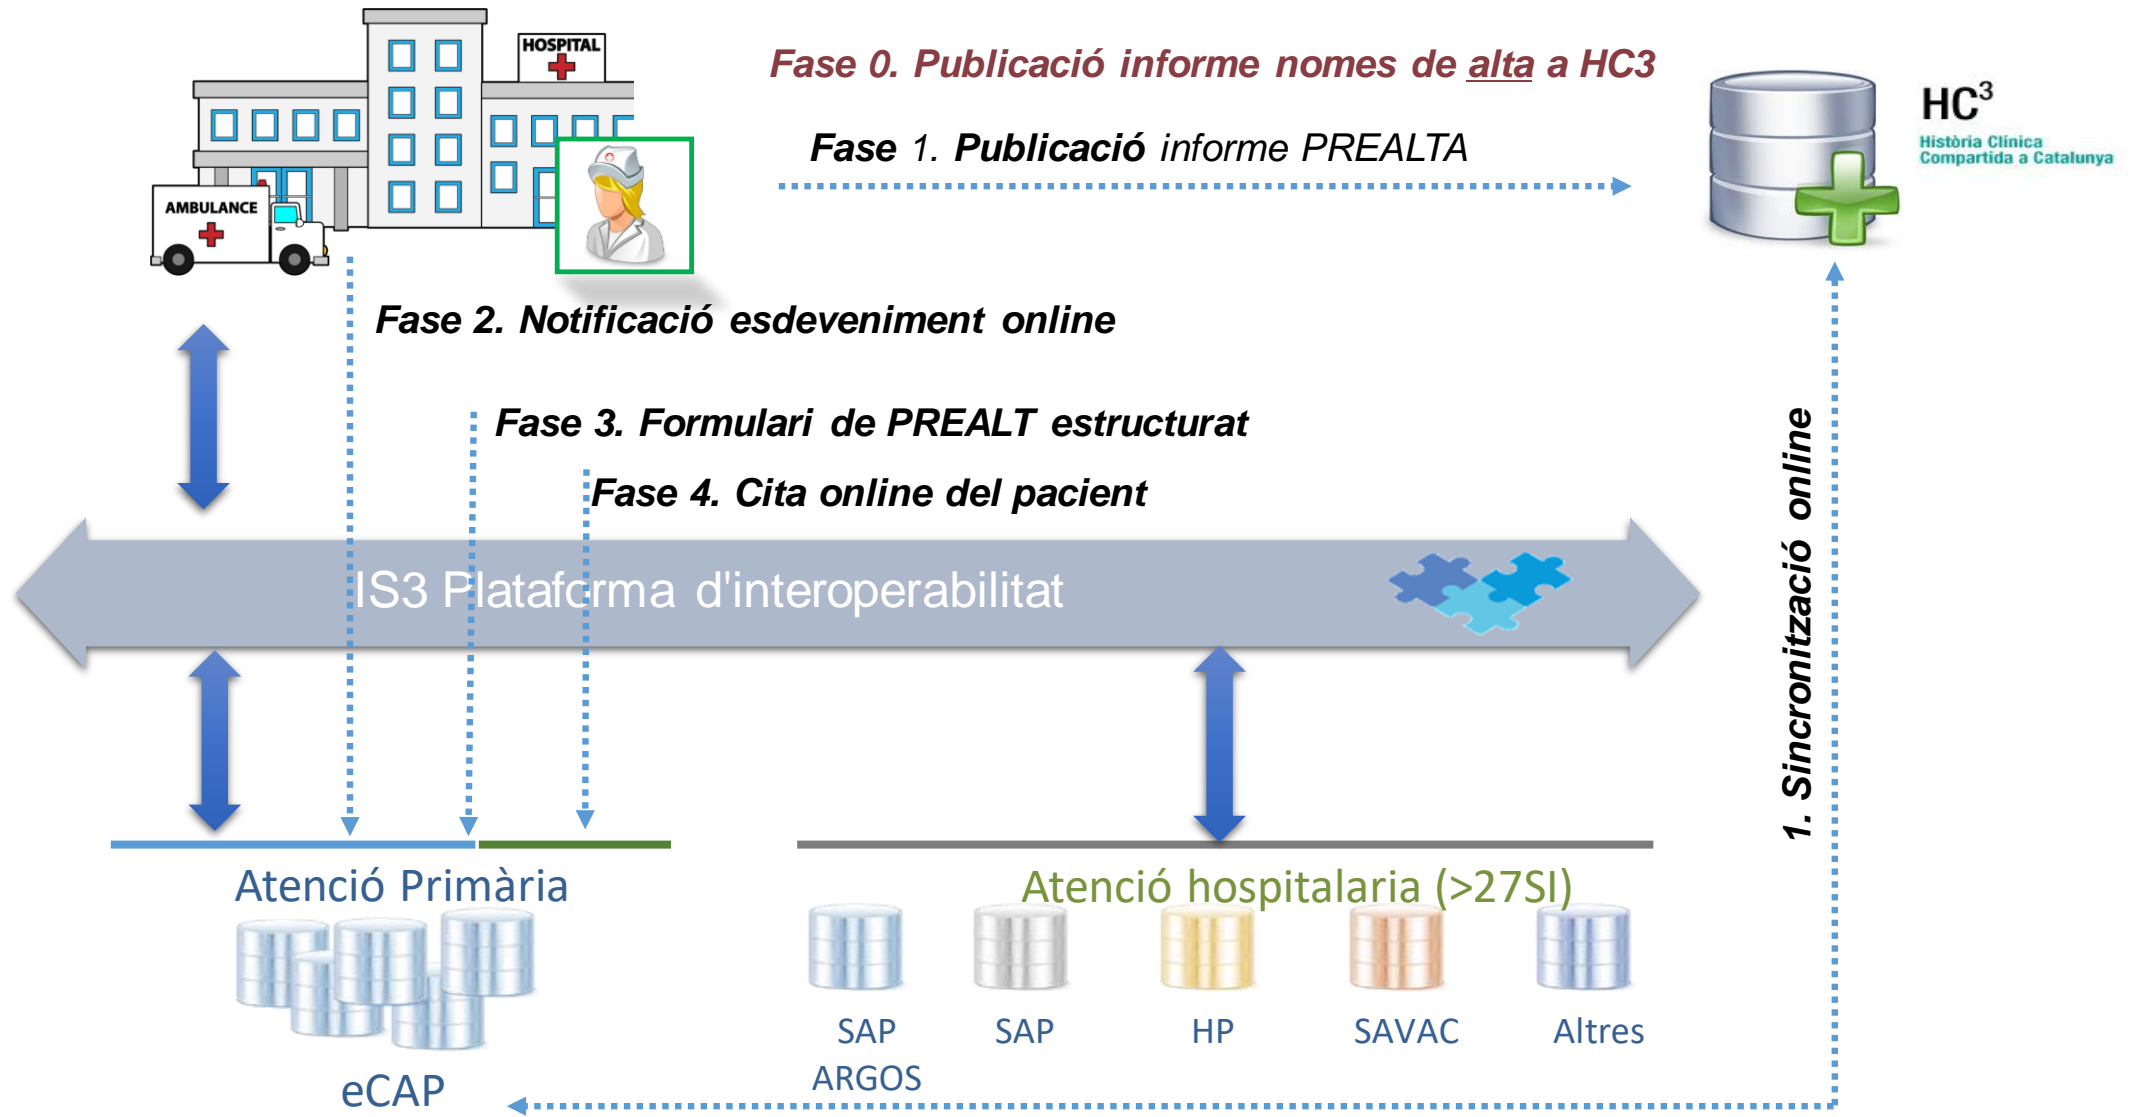 HOSPITAL
AMBULANCE
Fase 0. Publicació informe nomes de alta a HC3
Fase 1. Publicació informe PREALTA
HC³
Història Clínica
Compartida a Catalunya
Fase 2. Notificació esdeveniment online
Fase 3. Formulari de PREALT estructurat
Fase 4. Cita online del pacient
IS3 Plataforma d'interoperabilitat
1. Sincronització online
Atenció Primària
eCAP
Atenció hospitalaria (>27SI)
SAP
ARGOS
SAP
HP
SAVAC
Altres